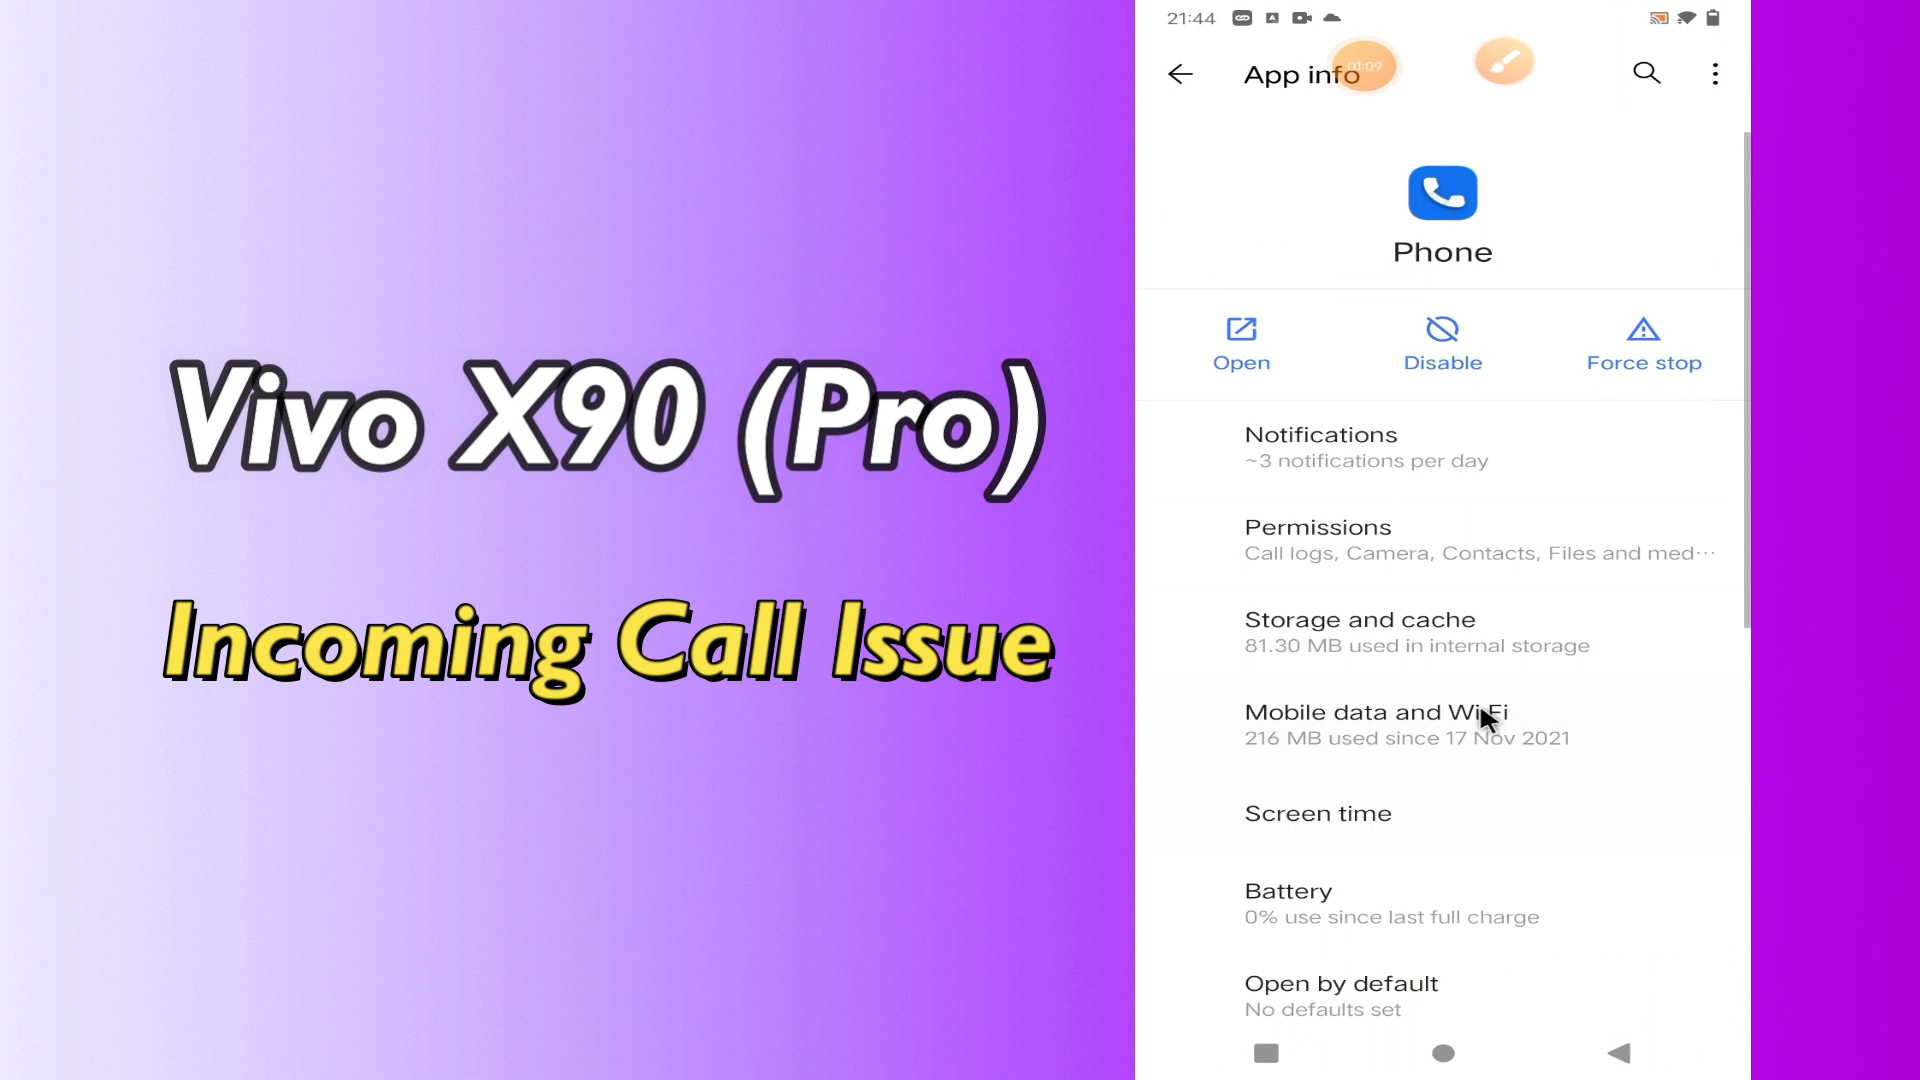 21:44
App info
01:09
Phone
Open
Disable
Force stop
Notifications
~3 notifications per day
Permissions
Call logs, Camera, Contacts, Files and med···
Storage and cache
81.30 MB used in internal storage
Mobile data and Wi-Fi
216 MB used since 17 Nov 2021
Screen time
Battery
0% use since last full charge
Open by default
No defaults set
Vivo X90 (Pro)
Incoming Call Issue